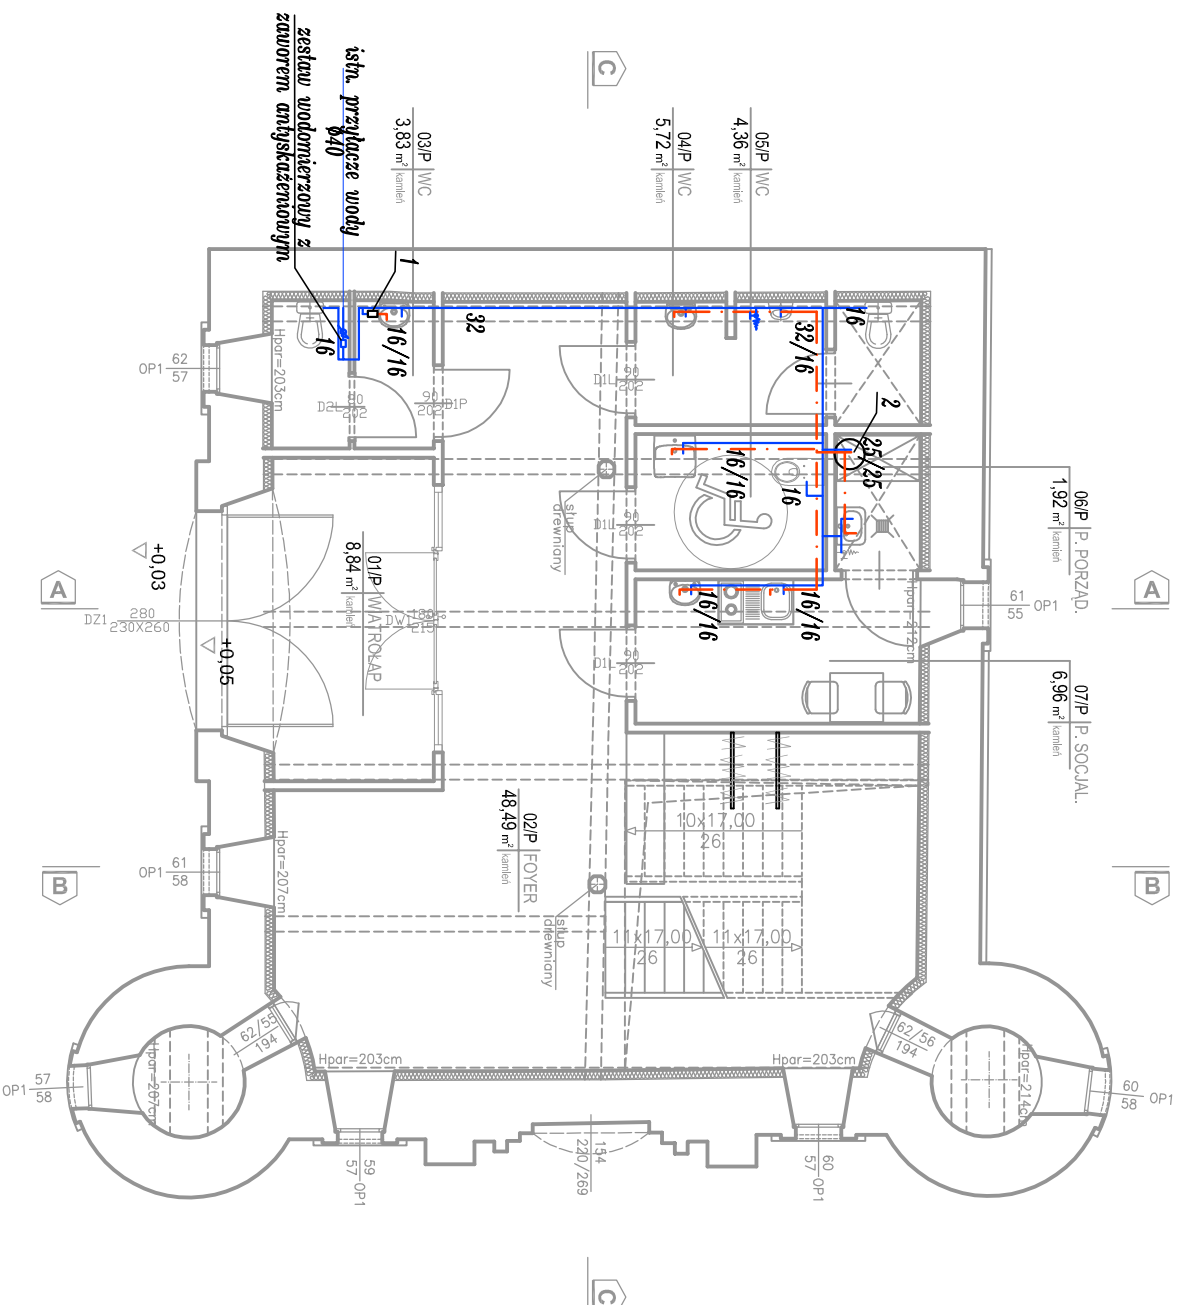 istn. przyłącze wody
ϕ40
zestaw wodomierzowy z
zaworem antyskażeniowym
C
03/P WC
3,83 m² kamień
04/P WC
5,72 m² kamień
05/P WC
4,36 m² kamień
06/P P. PORZĄD.
1,92 m² kamień
07/P P. SOCJAL.
6,96 m² kamień
01/P WIATROŁAP
8,84 m² kamień
02/P FOYER
48,49 m² kamień
1
2
16
16/16
32
32/16
16
25/25
16/16
16
16/16
16/16
Hpar=203cm
OP1 62
57
D2L 90
202
90 D1P
202
D1L 90
202
D1L 90
202
D1L 90
202
słup
drewniany
Hpar=212cm
61 OP1
55
A
A
+0,03
+0,05
DZ1 280
230X260
DW1 180
215
B
B
OP1 61
58
Hpar=207cm
10x17,00
26
11x17,00
26
11x17,00
26
słup
drewniany
62/55
194
62/56
194
Hpar=203cm
Hpar=203cm
Hpar=207cm
Hpar=214cm
OP1 57
58
60 OP1
58
59 OP1
57
154
220/269
60 OP1
57
C